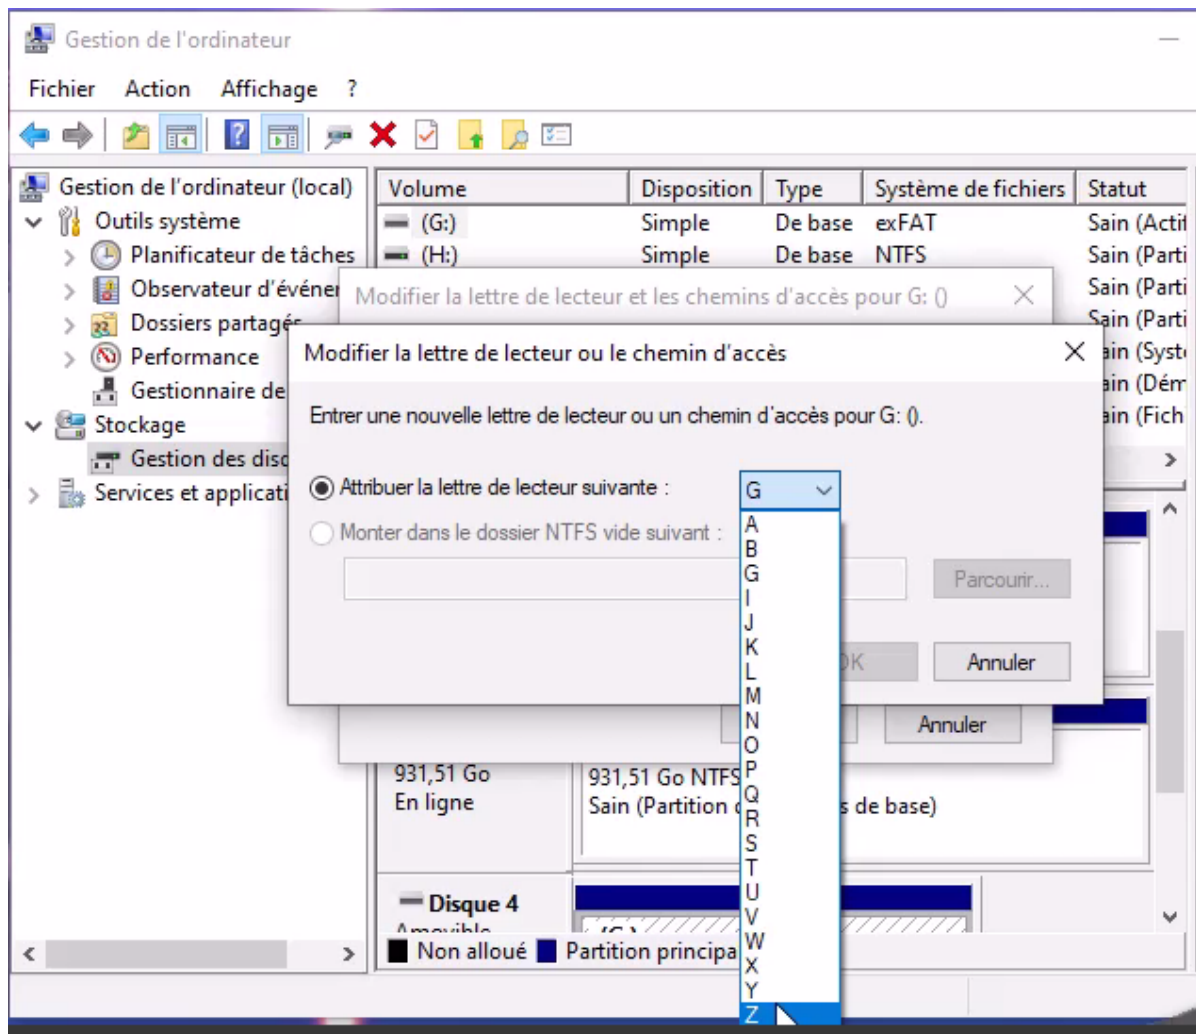 Gestion de l'ordinateur
Fichier Action Affichage ?
Gestion de l'ordinateur (local)
Outils système
Planificateur de tâches
Observateur d'événer
Dossiers partagés
Performance
Gestionnaire de
Stockage
Gestion des disq
Services et applicati
Volume Disposition Type Système de fichiers Statut
(G:) Simple De base exFAT Sain (Actif
(H:) Simple De base NTFS Sain (Parti
Sain (Parti
Sain (Parti
ain (Syst
ain (Dém
ain (Fich
Modifier la lettre de lecteur et les chemins d'accès pour G: ()
Modifier la lettre de lecteur ou le chemin d'accès
Entrer une nouvelle lettre de lecteur ou un chemin d'accès pour G: ().
Attribuer la lettre de lecteur suivante : G
Monter dans le dossier NTFS vide suivant :
Parcourir...
OK Annuler
Annuler
A
B
G
I
J
K
L
M
N
O
P
Q
R
S
T
U
V
W
X
Y
Z
931,51 Go
En ligne
931,51 Go NTFS
Sain (Partition s de base)
Disque 4
Amovible
(G:)
Non alloué Partition principa